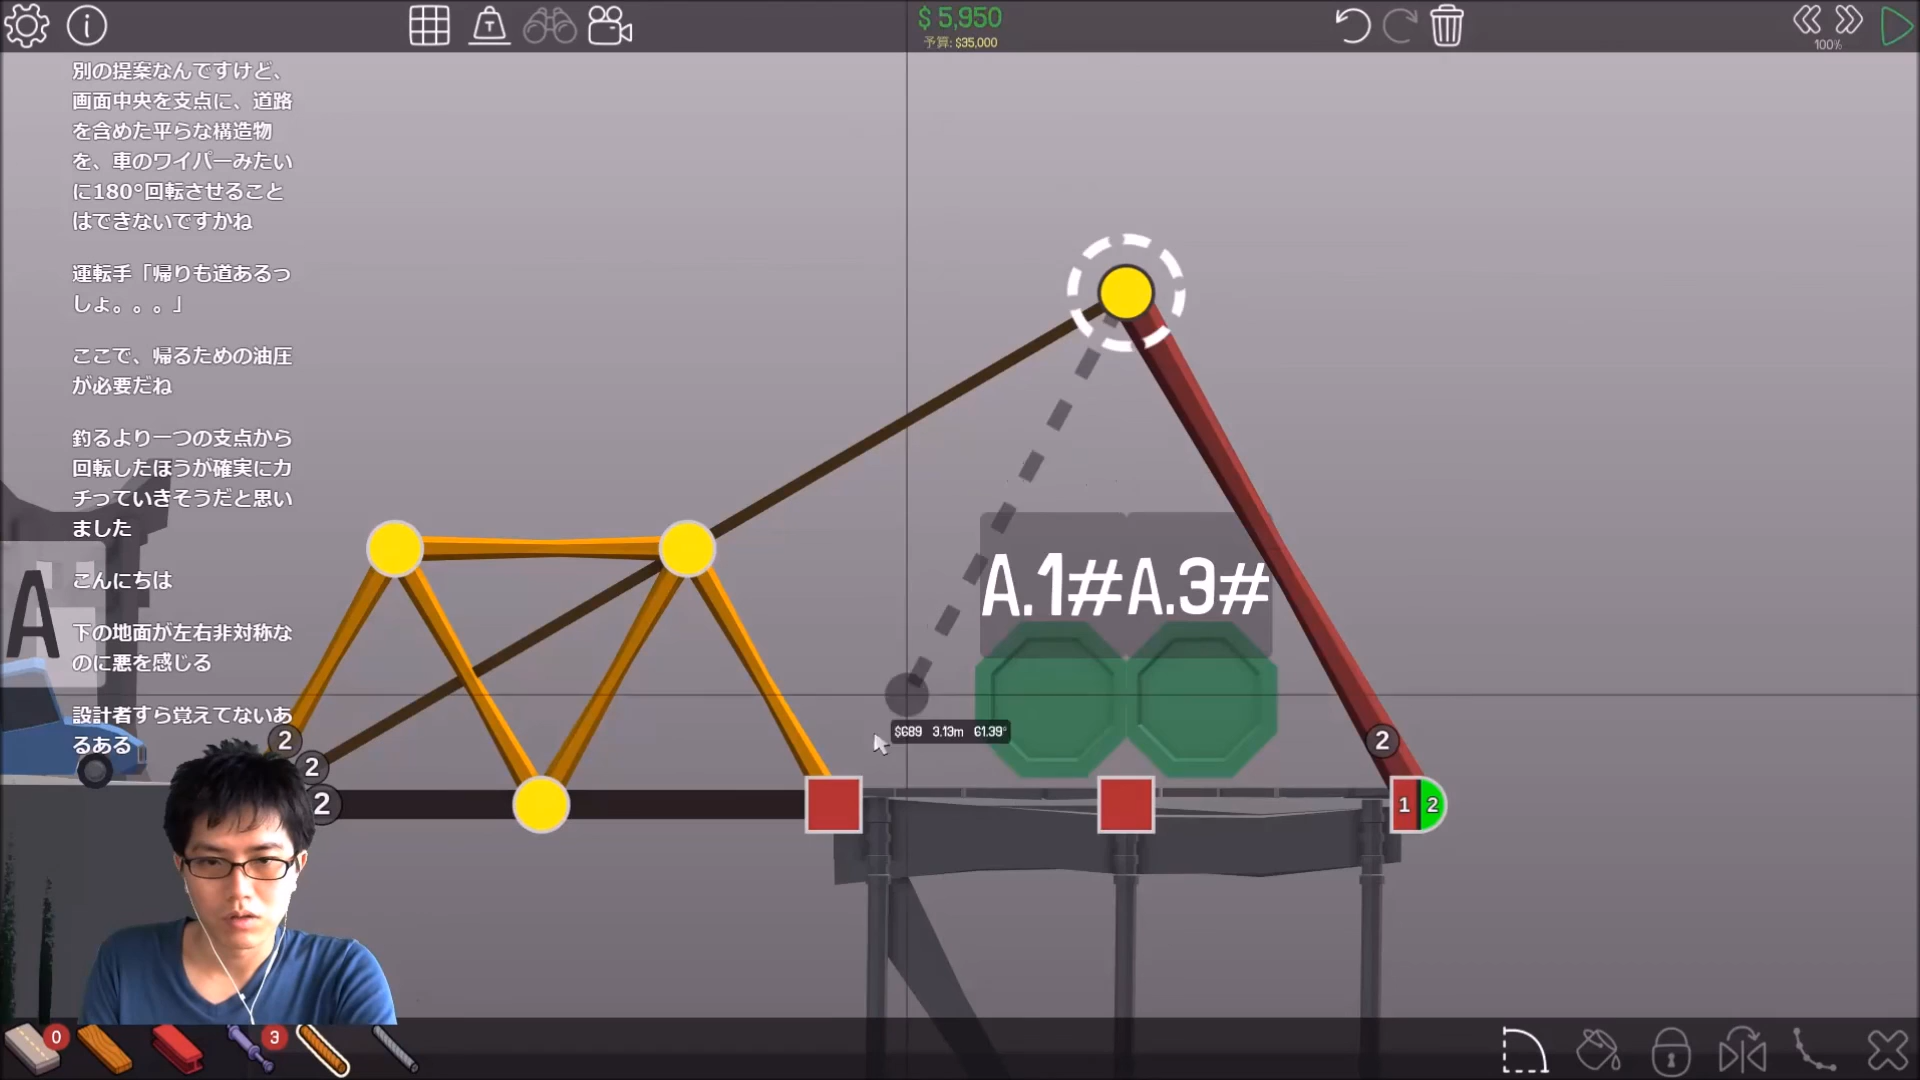 $ 5,950
予算: $35,000
100%
別の提案なんですけど、
画面中央を支点に、道路
を含めた平らな構造物
を、車のワイパーみたい
に180°回転させること
はできないですかね
運転手「帰りも道あるっ
しょ。。。」
ここで、帰るための油圧
が必要だね
釣るより一つの支点から
回転したほうが確実にカ
チっていきそうだと思い
ました
こんにちは
下の地面が左右非対称な
のに悪を感じる
設計者すら覚えてないあ
るある
A
A.1#A.3#
$689 3.13m 61.39°
2
2
2
2
1 2
0
3